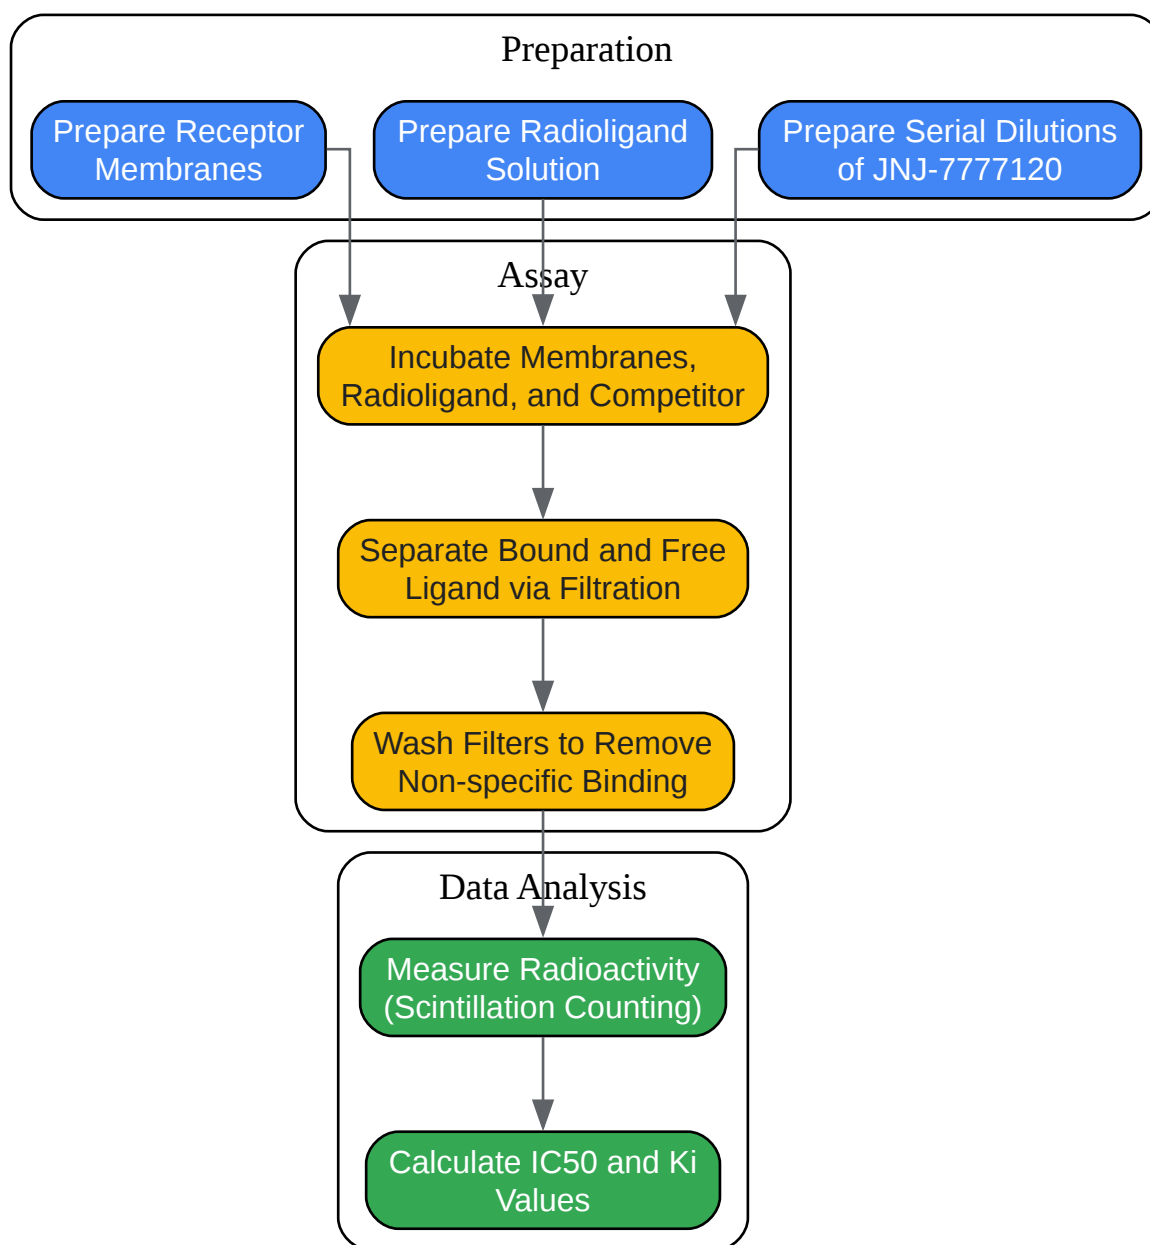 Preparation
Prepare Receptor
Membranes
Prepare Radioligand
Solution
Prepare Serial Dilutions
of JNJ-7777120
Assay
Incubate Membranes,
Radioligand, and Competitor
Separate Bound and Free
Ligand via Filtration
Wash Filters to Remove
Non-specific Binding
Data Analysis
Measure Radioactivity
(Scintillation Counting)
Calculate IC50 and Ki
Values